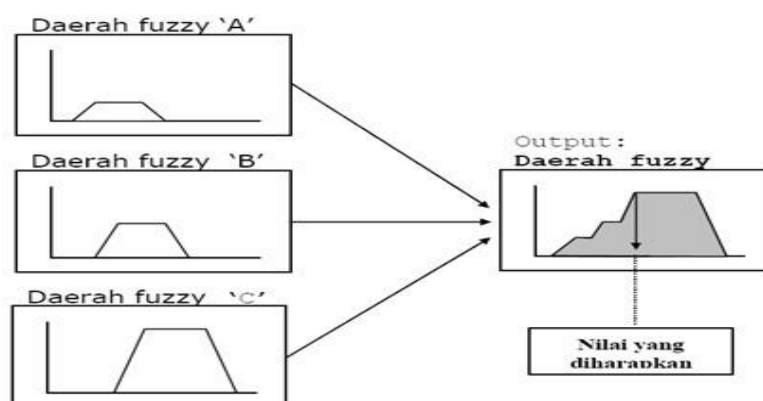 Daerah fuzzy ‘A’
Daerah fuzzy ‘B’
Daerah fuzzy ‘C’
Output:
Daerah fuzzy
Nilai yang
diharapkan